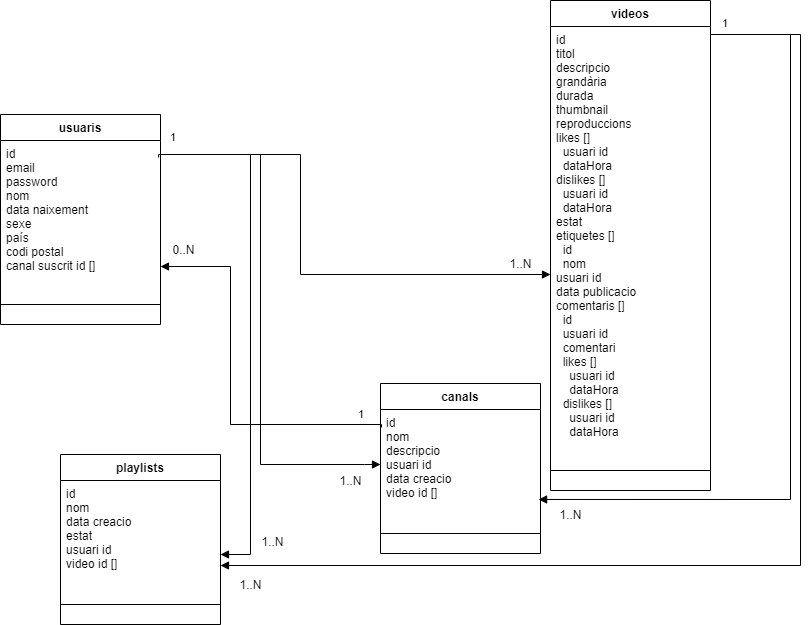 videos
1
id
titol
descripcio
grandària
durada
thumbnail
reproduccions
likes []
usuari id
dataHora
dislikes []
usuari id
dataHora
estat
etiquetes []
id
nom
usuari id
data publicacio
comentaris []
id
usuari id
comentari
likes []
usuari id
dataHora
dislikes []
usuari id
dataHora
usuaris
1
id
email
password
nom
data naixement
sexe
país
codi postal
canal suscrit id []
0..N
1..N
canals
1
id
nom
descripcio
usuari id
data creacio
video id []
1..N
1..N
playlists
id
nom
data creacio
estat
usuari id
video id []
1..N
1..N